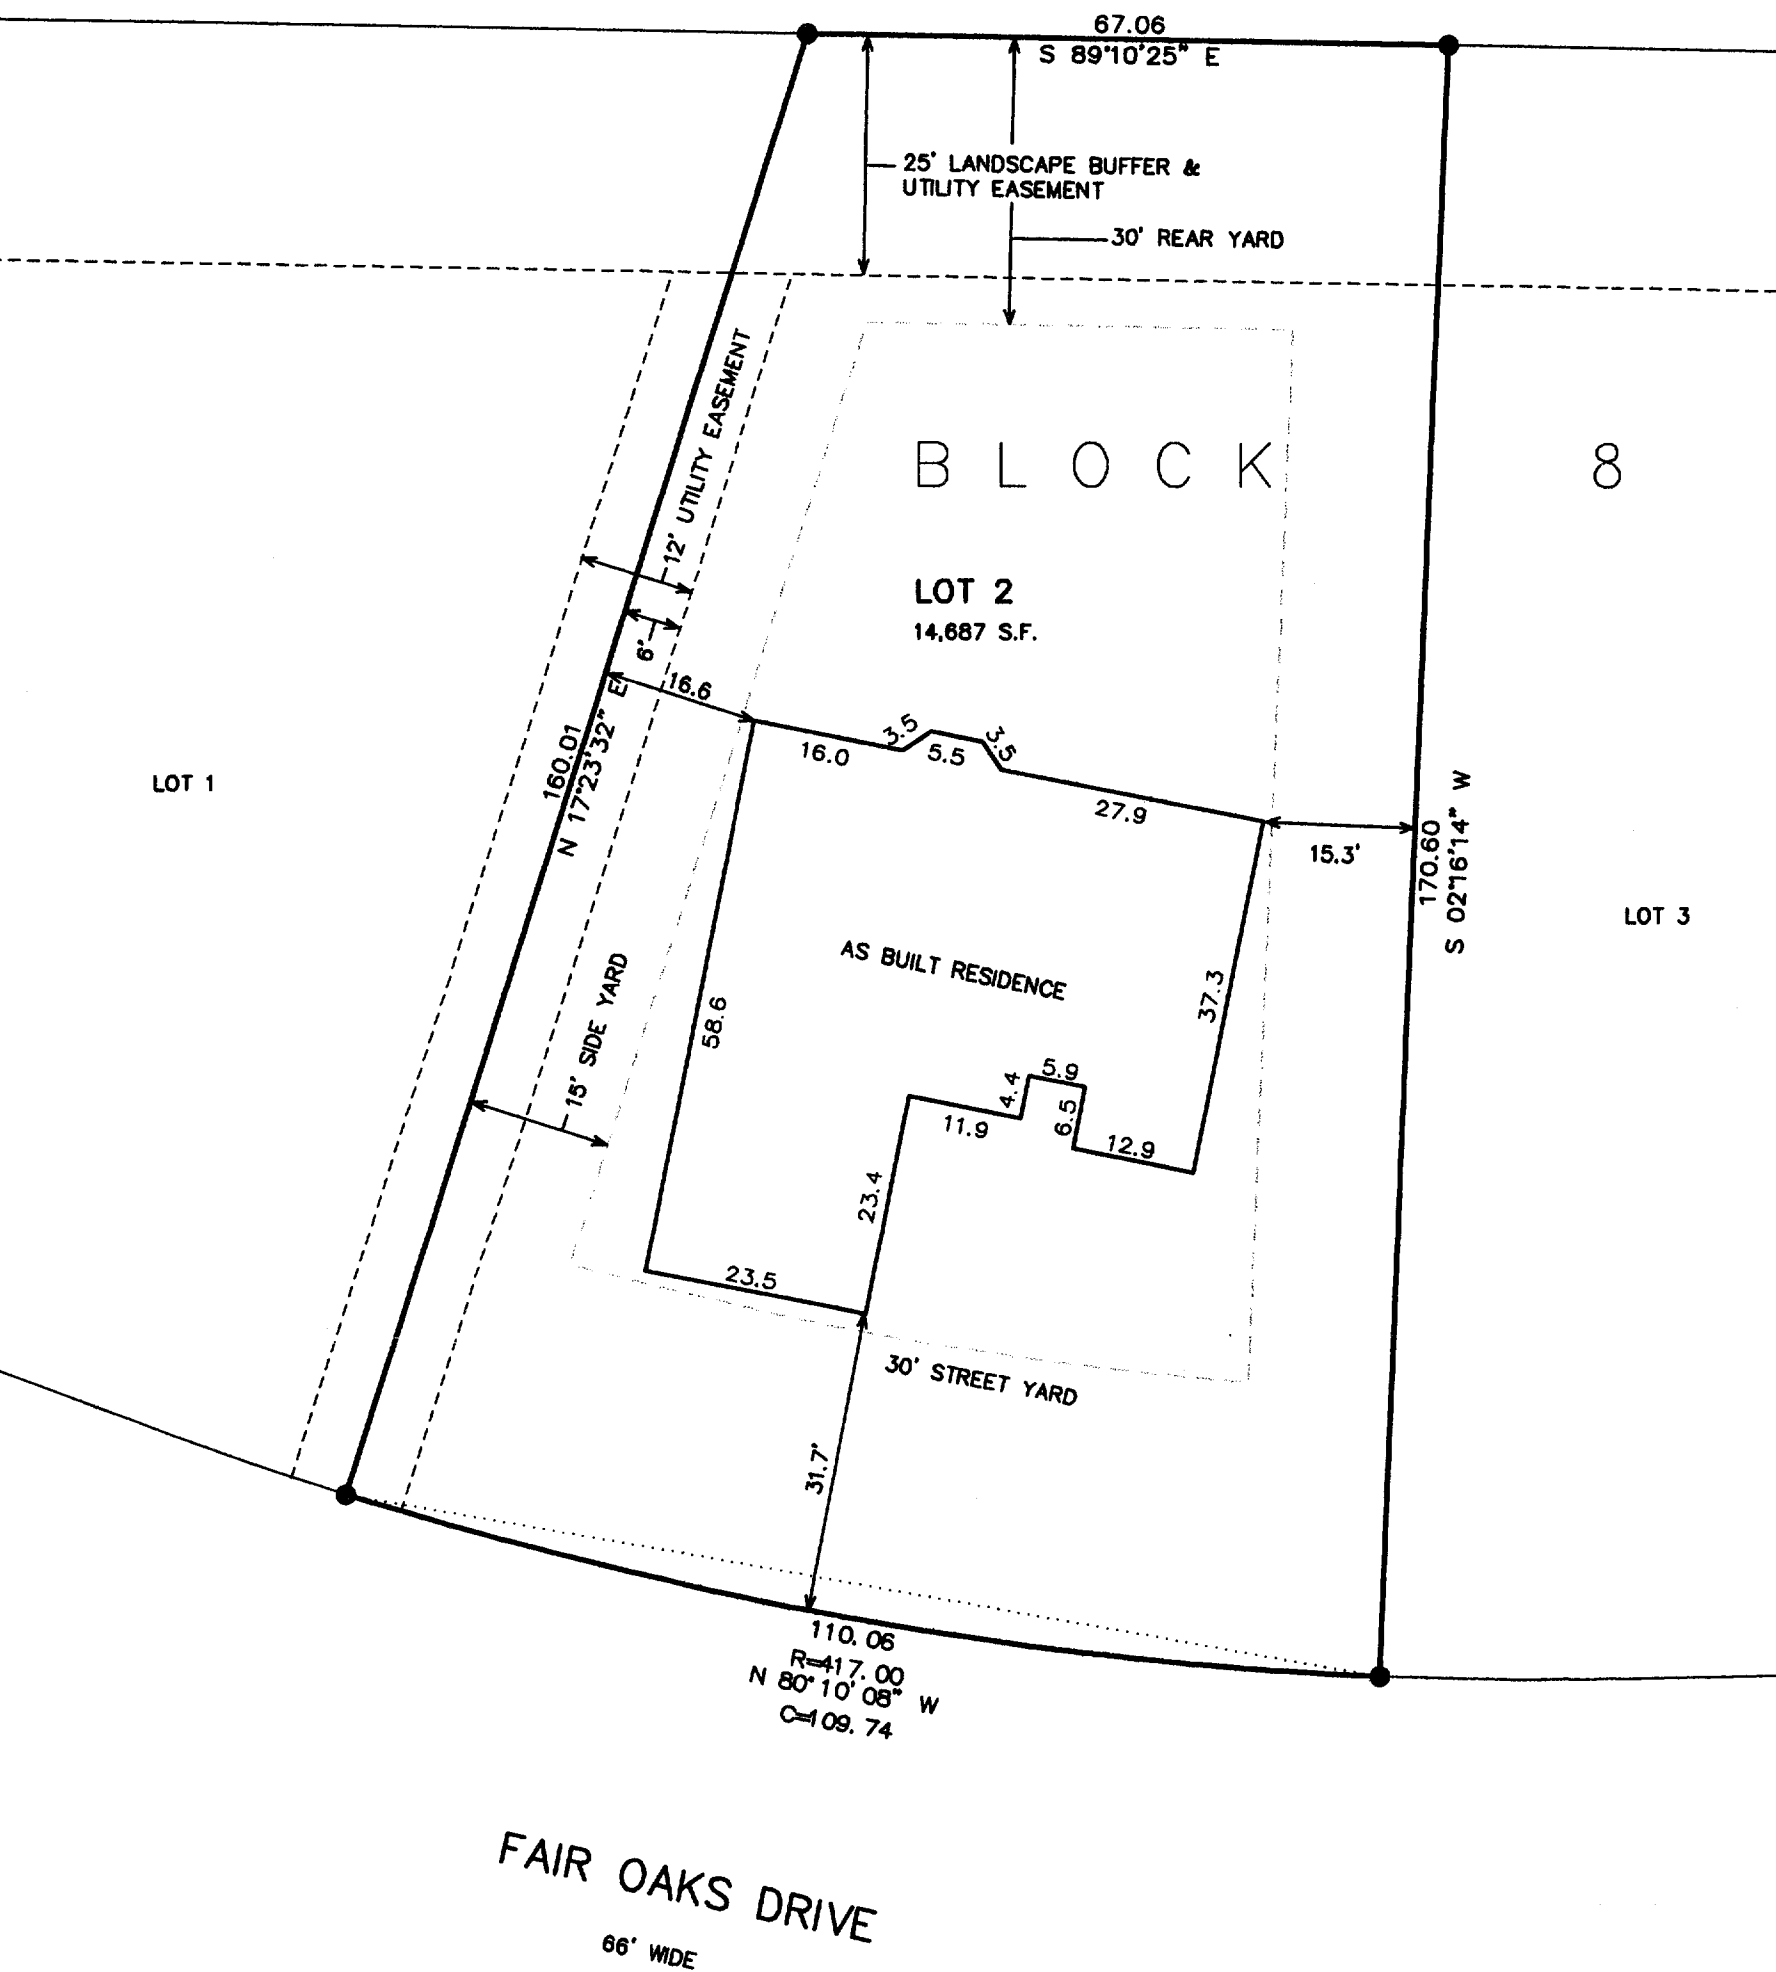 67.06
S 89°10'25" E
25' LANDSCAPE BUFFER &
UTILITY EASEMENT
30' REAR YARD
12' UTILITY EASEMENT
BLOCK 8
LOT 2
14,687 S.F.
6'
16.6
160.01
N 17°23'32" E
LOT 1
16.0
3.5
5.5
3.5
27.9
15.3'
170.60
S 02°16'14" W
LOT 3
AS BUILT RESIDENCE
58.6
37.3
15' SIDE YARD
5.9
4.4
6.5
11.9
12.9
23.4
23.5
30' STREET YARD
31.7'
110.06
R=417.00
N 80°10'08" W
C=109.74
FAIR OAKS DRIVE
66' WIDE